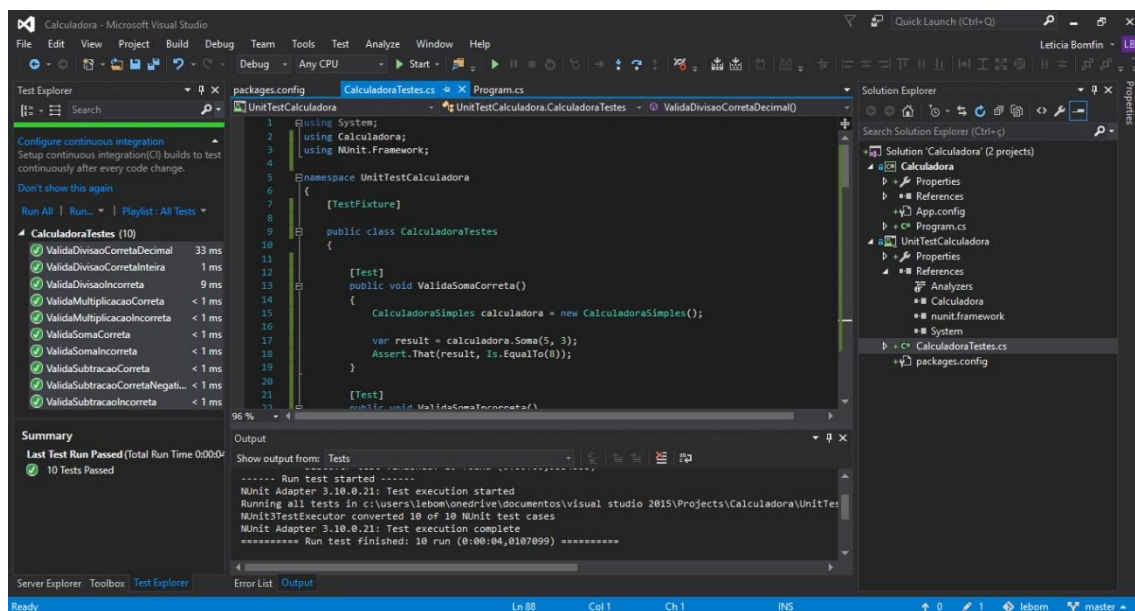 Calculadora - Microsoft Visual Studio
Quick Launch (Ctrl+Q)
File Edit View Project Build Debug Team Tools Test Analyze Window Help
Leticia Bomfin LB
Debug Any CPU Start
Test Explorer
Search
Configure continuous integration
Setup continuous integration(CI) builds to test
continuously after every code change.
Don't show this again
Run All | Run... | Playlist : All Tests
CalculadoraTestes (10)
ValidaDivisaoCorretaDecimal 33 ms
ValidaDivisaoCorretaInteira 1 ms
ValidaDivisaoIncorreta 9 ms
ValidaMultiplicacaoCorreta < 1 ms
ValidaMultiplicacaoIncorreta < 1 ms
ValidaSomaCorreta < 1 ms
ValidaSomaIncorreta < 1 ms
ValidaSubtracaoCorreta < 1 ms
ValidaSubtracaoCorretaNegati... < 1 ms
ValidaSubtracaoIncorreta < 1 ms
Summary
Last Test Run Passed (Total Run Time 0:00:04
10 Tests Passed
Server Explorer Toolbox Test Explorer
packages.config CalculadoraTestes.cs Program.cs
UnitTestCalculadora UnitTestCalculadora.CalculadoraTestes ValidaDivisaoCorretaDecimal()
1 using System;
2 using Calculadora;
3 using NUnit.Framework;
4
5 namespace UnitTestCalculadora
6 {
7 [TestFixture]
8
9 public class CalculadoraTestes
10 {
11
12 [Test]
13 public void ValidaSomaCorreta()
14 {
15 CalculadoraSimples calculadora = new CalculadoraSimples();
16
17 var result = calculadora.Soma(5, 3);
18 Assert.That(result, Is.EqualTo(8));
19 }
20
21 [Test]
22 public void ValidaSomaIncorreta()
96 %
Output
Show output from: Tests
------ Run test started ------
NUnit Adapter 3.10.0.21: Test execution started
Running all tests in c:\users\lebom\onedrive\documentos\visual studio 2015\Projects\Calculadora\UnitTes
NUnit3TestExecutor converted 10 of 10 NUnit test cases
NUnit Adapter 3.10.0.21: Test execution complete
========== Run test finished: 10 run (0:00:04,0107099) ==========
Error List Output
Solution Explorer
Search Solution Explorer (Ctrl+ç)
Solution 'Calculadora' (2 projects)
Calculadora
Properties
References
App.config
Program.cs
UnitTestCalculadora
Properties
References
Analyzers
Calculadora
nunit.framework
System
CalculadoraTestes.cs
packages.config
Properties
Ready Ln 88 Col 1 Ch 1 INS 0 1 lebom master